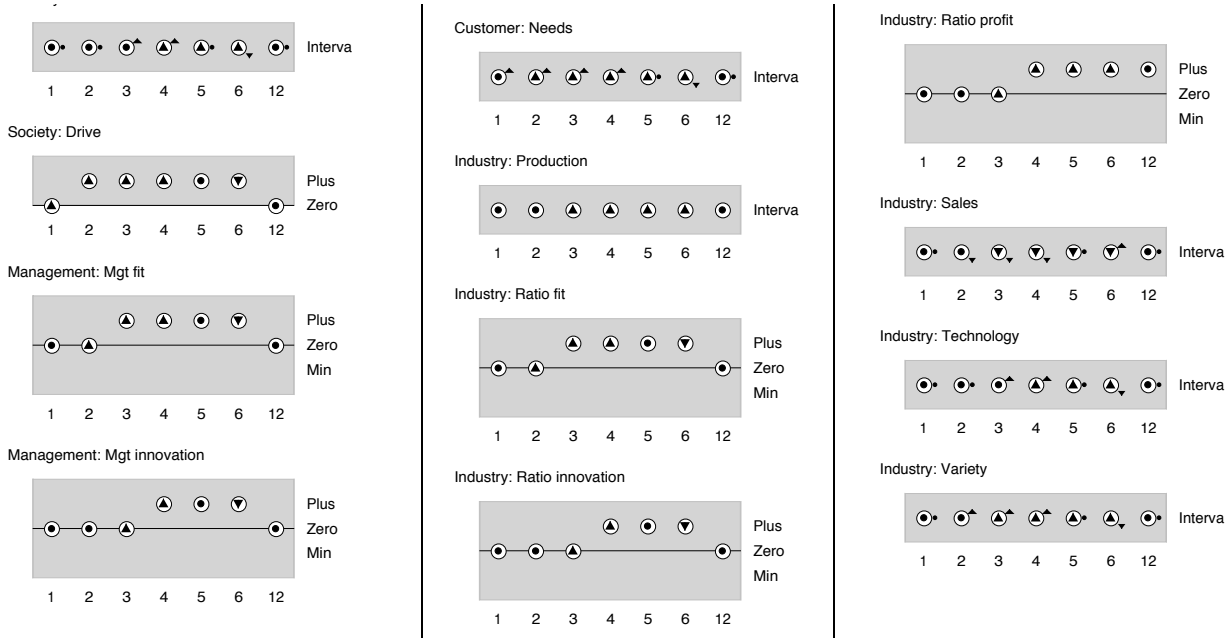 Interva
1 2 3 4 5 6 12
Society: Drive
Plus
Zero
1 2 3 4 5 6 12
Management: Mgt fit
Plus
Zero
Min
1 2 3 4 5 6 12
Management: Mgt innovation
Plus
Zero
Min
1 2 3 4 5 6 12
Customer: Needs
Interva
1 2 3 4 5 6 12
Industry: Production
Interva
1 2 3 4 5 6 12
Industry: Ratio fit
Plus
Zero
Min
1 2 3 4 5 6 12
Industry: Ratio innovation
Plus
Zero
Min
1 2 3 4 5 6 12
Industry: Ratio profit
Plus
Zero
Min
1 2 3 4 5 6 12
Industry: Sales
Interva
1 2 3 4 5 6 12
Industry: Technology
Interva
1 2 3 4 5 6 12
Industry: Variety
Interva
1 2 3 4 5 6 12